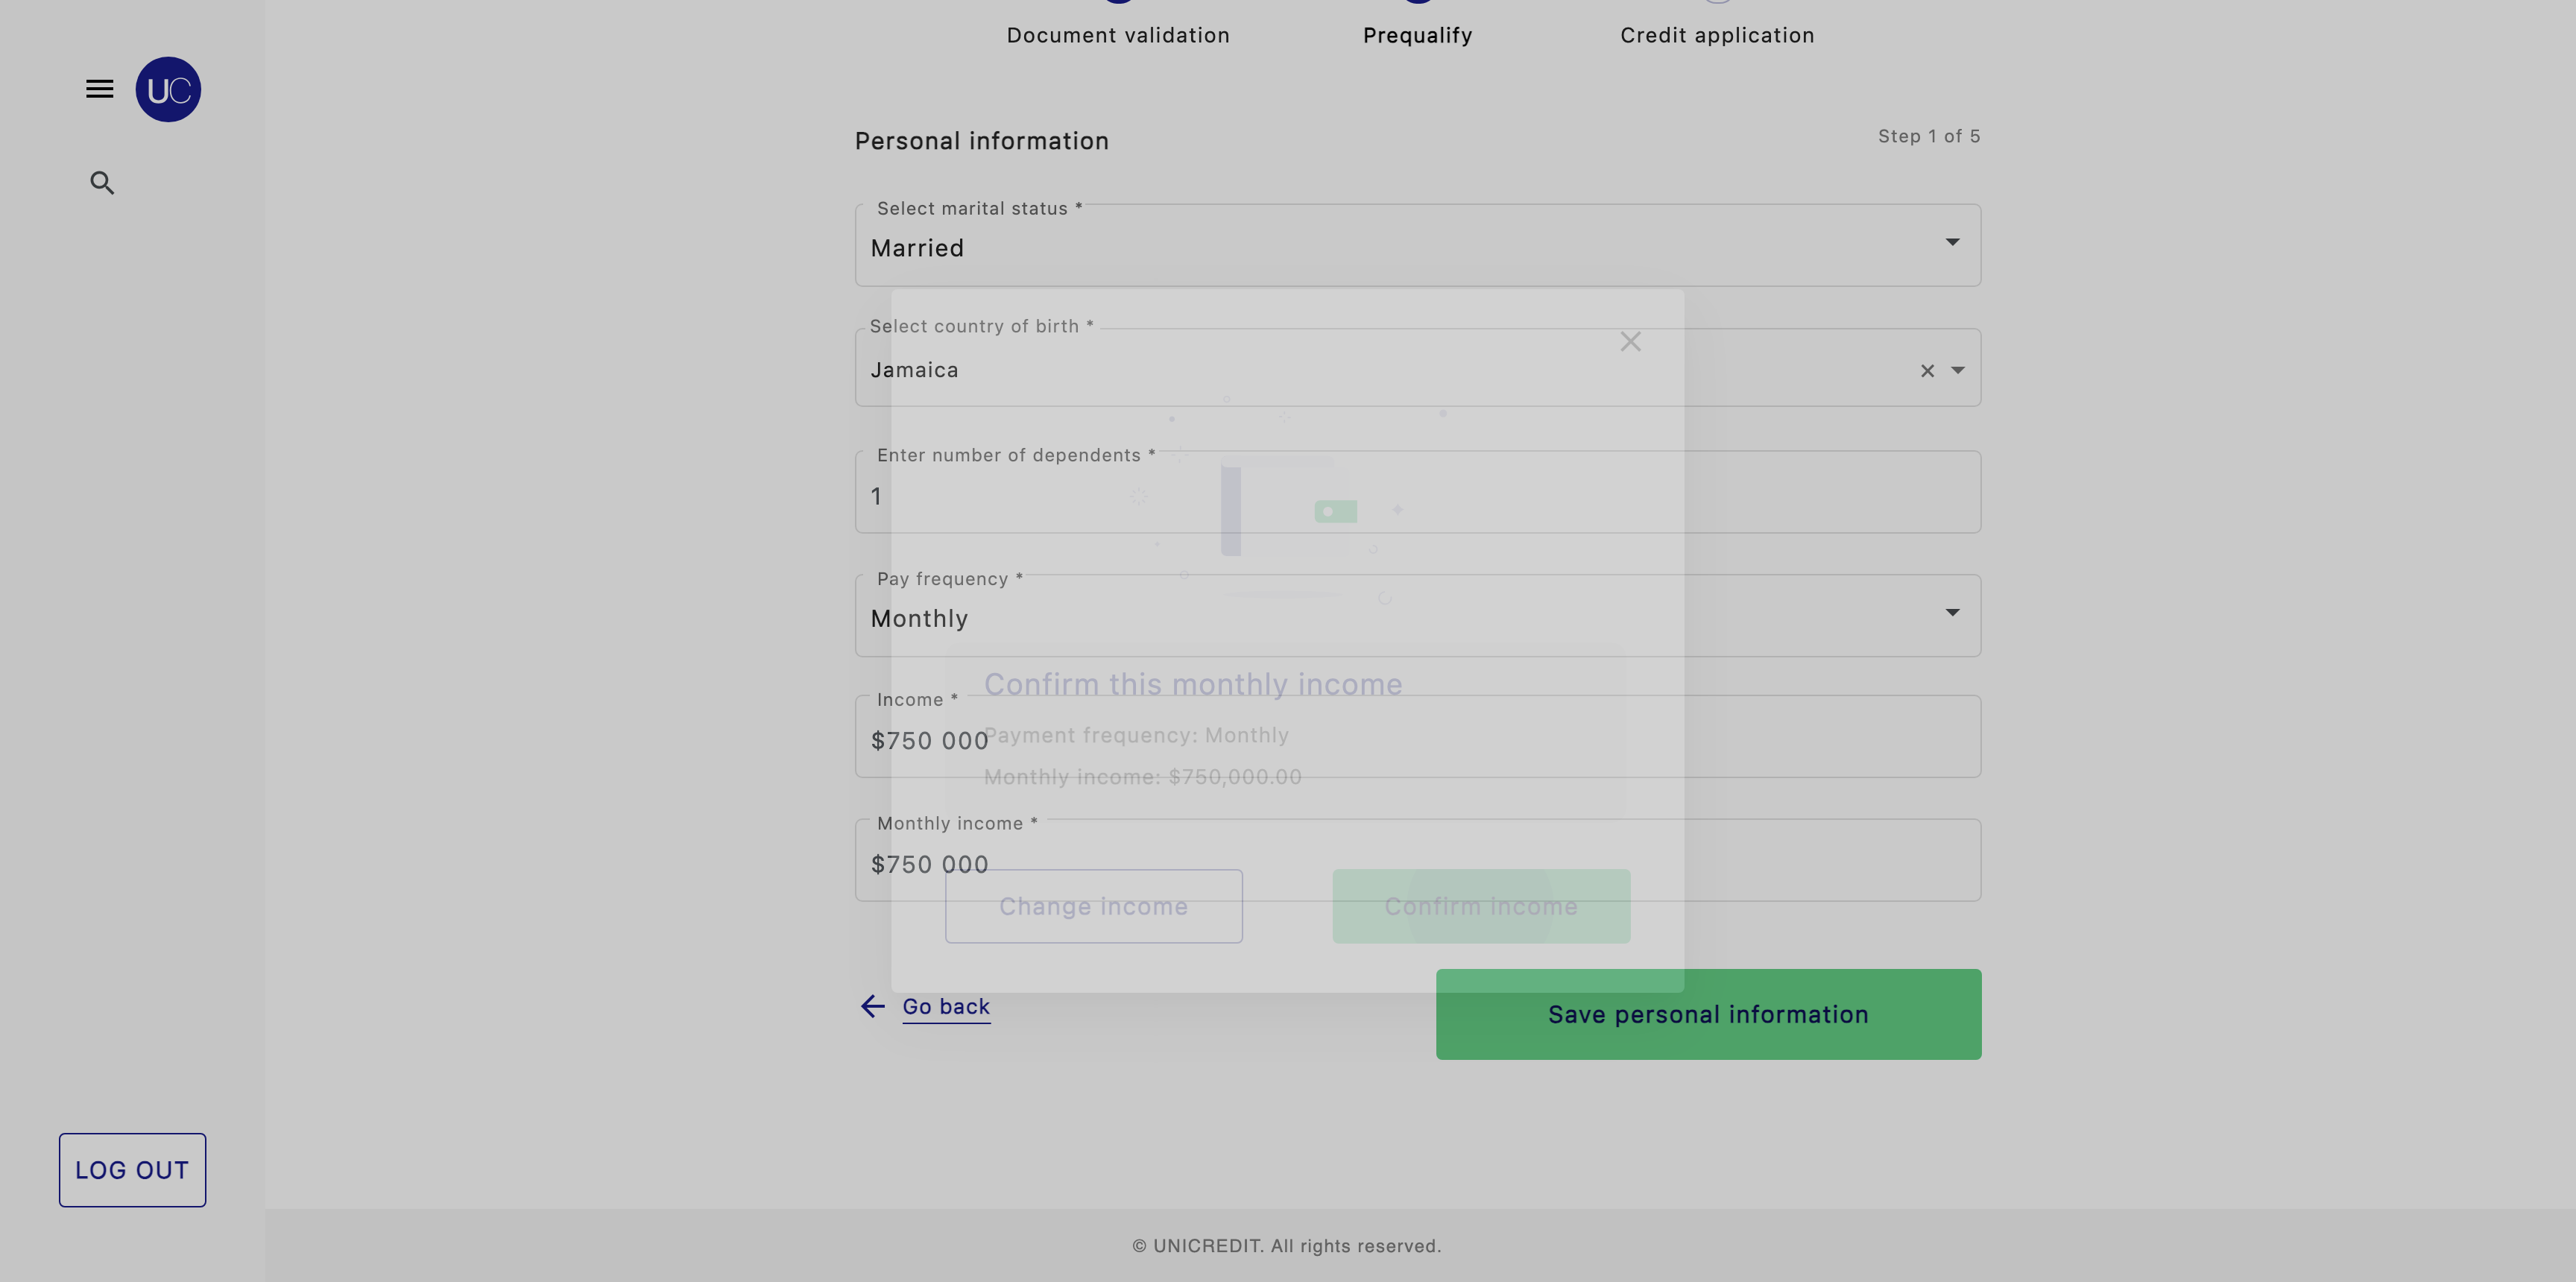 Document validation
Prequalify
Credit application
UC
Personal information
Step 1 of 5
Select marital status *
Married
Select country of birth *
Jamaica
Enter number of dependents *
1
Pay frequency *
Monthly
Confirm this monthly income
Income *
$750 000
Payment frequency: Monthly
Monthly income: $750,000.00
Monthly income *
$750 000
Change income
Confirm income
Go back
Save personal information
LOG OUT
© UNICREDIT. All rights reserved.